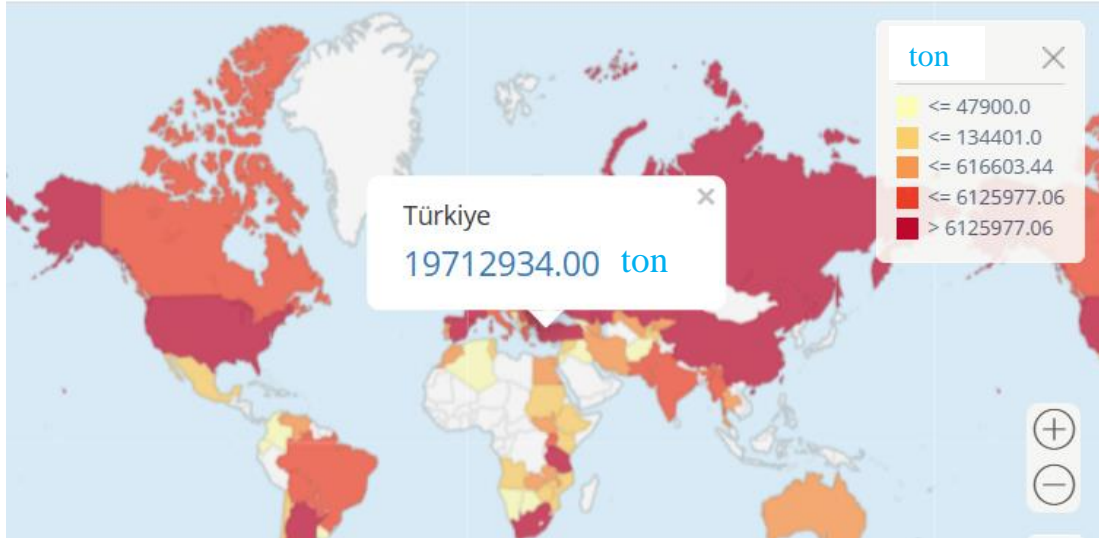 ton
<= 47900.0
<= 134401.0
<= 616603.44
<= 6125977.06
> 6125977.06
Türkiye
19712934.00 ton